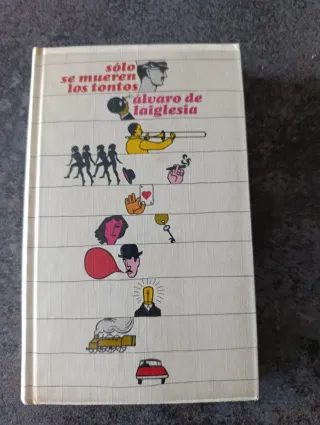 sólo
se mueren
los tontos
álvaro de
laiglesia